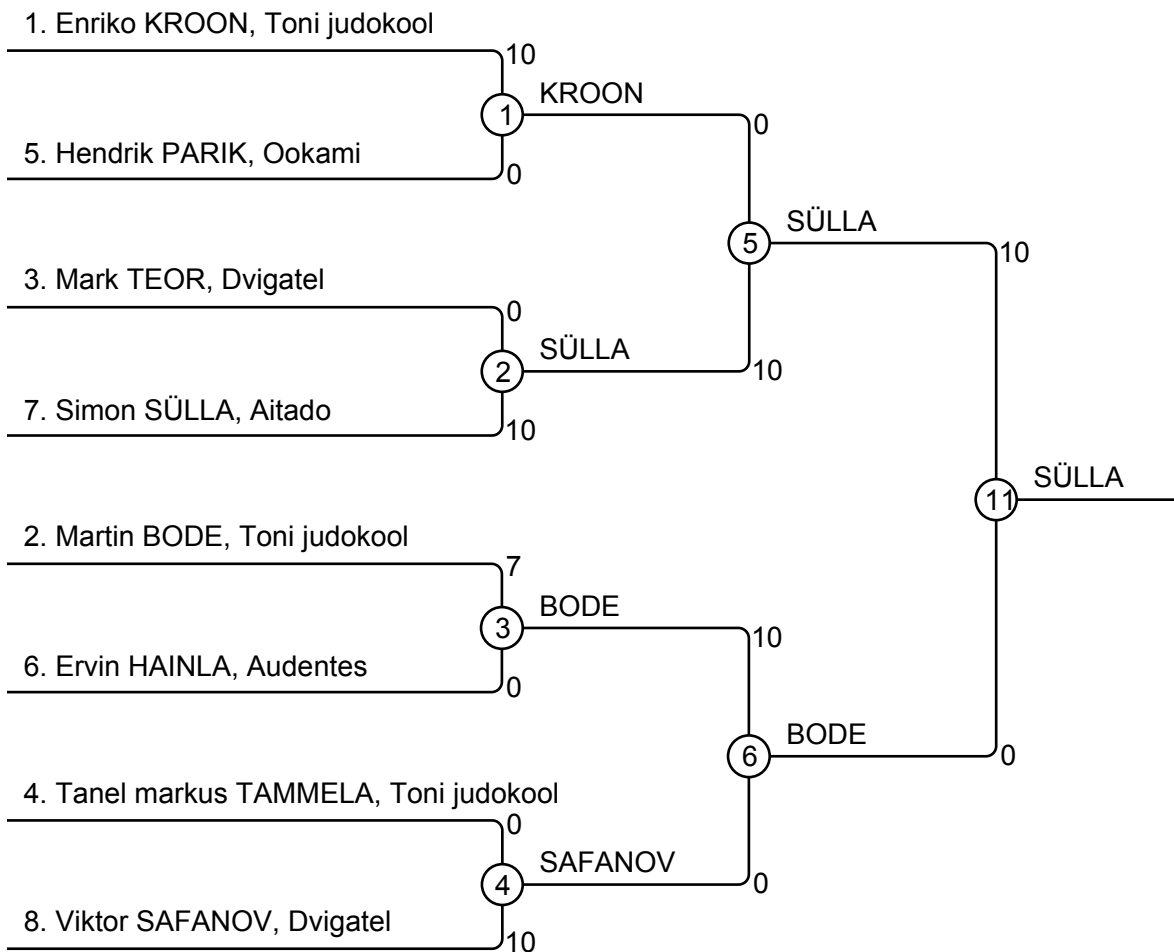 1. Enriko KROON, Toni judokool
10
1
KROON
0
5. Hendrik PARIK, Ookami
0
5
SÜLLA
10
3. Mark TEOR, Dvigatel
0
2
SÜLLA
10
7. Simon SÜLLA, Aitado
10
11
SÜLLA
2. Martin BODE, Toni judokool
7
3
BODE
10
6. Ervin HAINLA, Audentes
0
6
BODE
0
4. Tanel markus TAMMELA, Toni judokool
0
4
SAFANOV
0
8. Viktor SAFANOV, Dvigatel
10